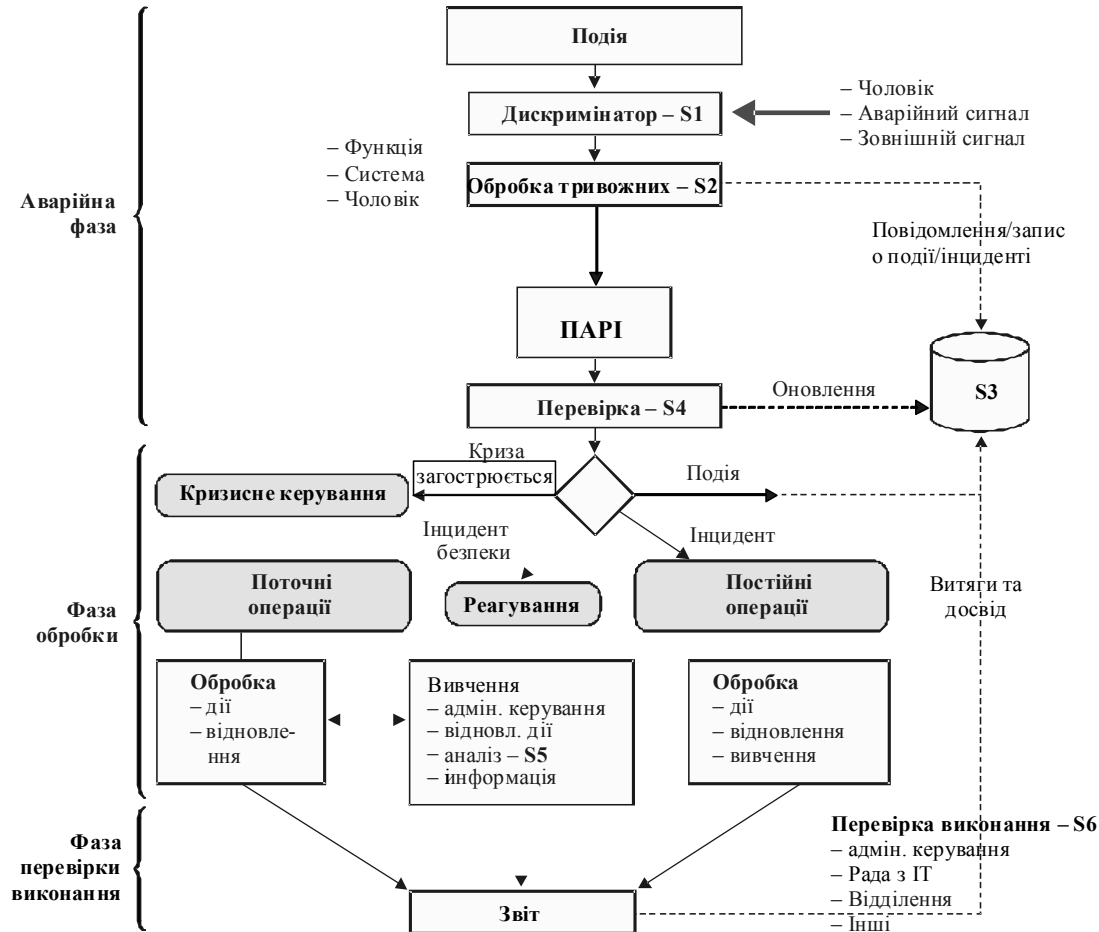 Подія
Дискримінатор – S1
– Чоловік
– Аварійний сигнал
– Зовнішній сигнал
– Функція
– Система
– Чоловік
Обробка тривожних – S2
Аварійна
фаза
Повідомлення/запис
о події/інциденті
ПАРІ
Перевірка – S4
Оновлення
S3
Криза
загострюється
Подія
Кризисне керування
Інцидент
безпеки
Інцидент
Поточні
операції
Реагування
Постійні
операції
Витяги та
досвід
Фаза
обробки
Обробка
– дії
– відновле-
ння
Вивчення
– адмін. керування
– відновл. дії
– аналіз – S5
– інформація
Обробка
– дії
– відновлення
– вивчення
Фаза
перевірки
виконання
Перевірка виконання – S6
– адмін. керування
– Рада з ІТ
– Відділення
– Інші
Звіт